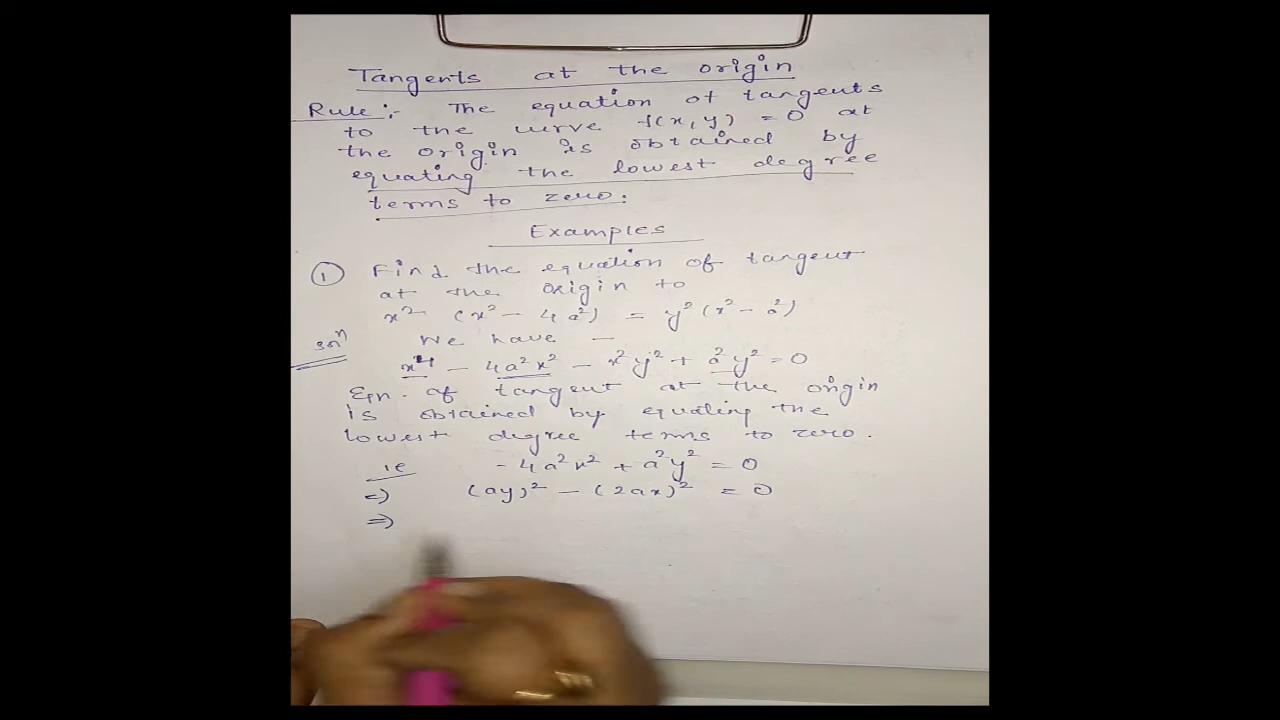 Tangents at the origin
Rule :- The equation of tangents
to the curve f(x, y) = 0 at
the origin is obtained by
equating the lowest degree
terms to zero.
Examples
① Find the equation of tangent
at the origin to
x² (x² - 4a²) = y² (x² - a²)
solⁿ We have -
x⁴ - 4a²x² - x²y² + a²y² = 0
Eqn. of tangent at the origin
is obtained by equating the
lowest degree terms to zero.
ie - 4a²x² + a²y² = 0
⇒ (ay)² - (2ax)² = 0
⇒